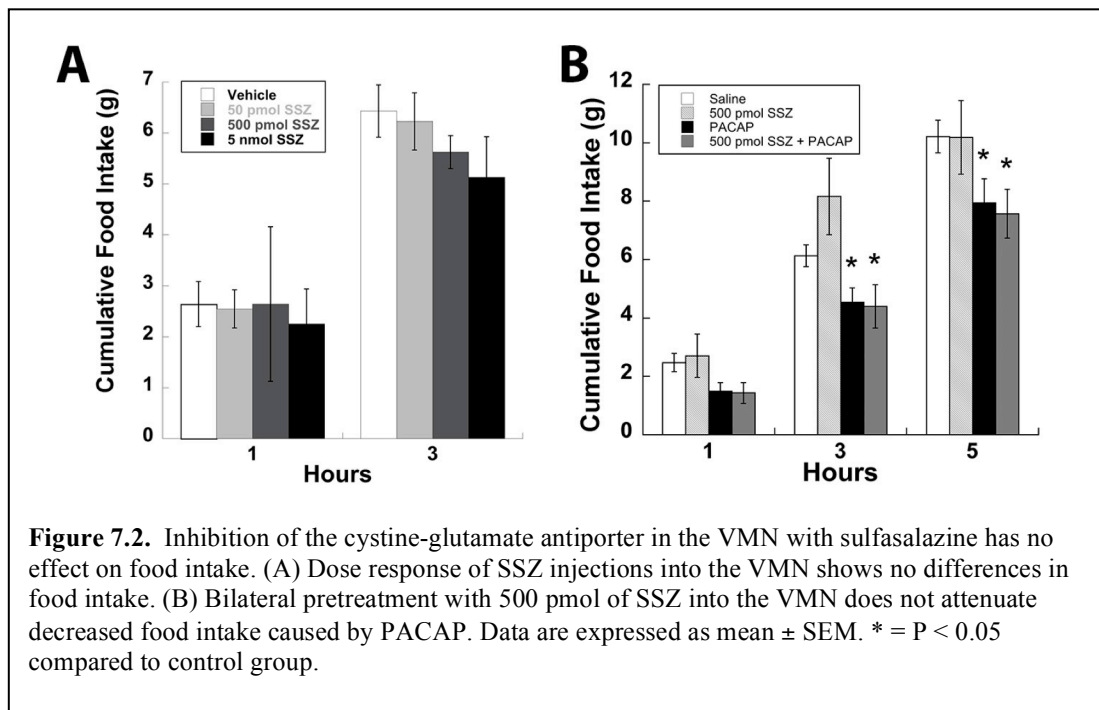 A
Cumulative Food Intake (g)
7
6
5
4
3
2
1
0
Vehicle
50 pmol SSZ
500 pmol SSZ
5 nmol SSZ
1
3
Hours
B
Cumulative Food Intake (g)
12
10
8
6
4
2
0
Saline
500 pmol SSZ
PACAP
500 pmol SSZ + PACAP
* *
* *
1
3
5
Hours
Figure 7.2. Inhibition of the cystine-glutamate antiporter in the VMN with sulfasalazine has no
effect on food intake. (A) Dose response of SSZ injections into the VMN shows no differences in
food intake. (B) Bilateral pretreatment with 500 pmol of SSZ into the VMN does not attenuate
decreased food intake caused by PACAP. Data are expressed as mean ± SEM. * = P < 0.05
compared to control group.